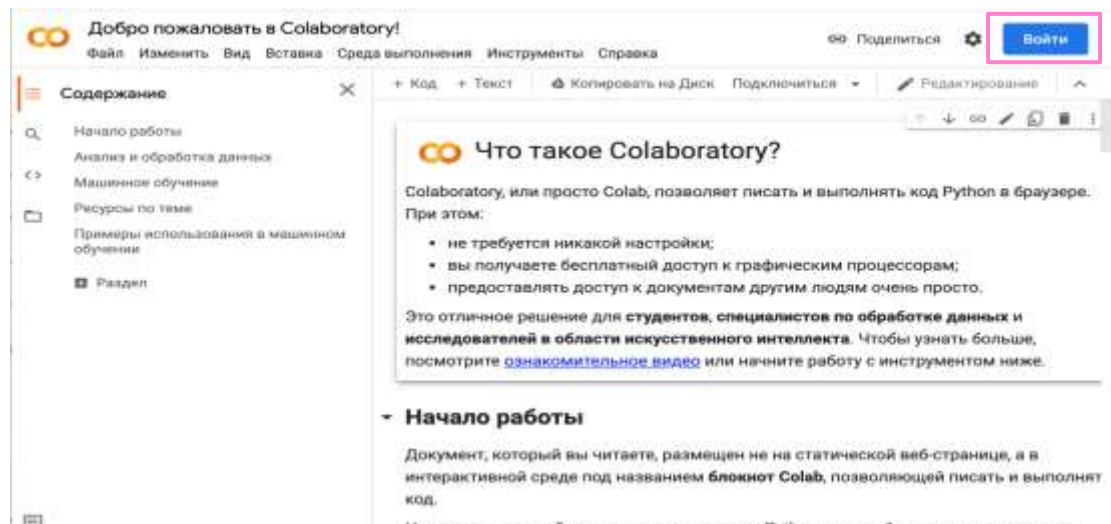 Добро пожаловать в Colaboratory!
Файл Изменить Вид Вставка Среда выполнения Инструменты Справка
Поделиться
Войти
+ Код + Текст Копировать на Диск Подключиться Редактирование
Содержание
Начало работы
Анализ и обработка данных
Машинное обучение
Ресурсы по теме
Примеры использования в машинном
обучении
Раздел
Что такое Colaboratory?
Colaboratory, или просто Colab, позволяет писать и выполнять код Python в браузере.
При этом:
• не требуется никакой настройки;
• вы получаете бесплатный доступ к графическим процессорам;
• предоставлять доступ к документам другим людям очень просто.
Это отличное решение для студентов, специалистов по обработке данных и
исследователей в области искусственного интеллекта. Чтобы узнать больше,
посмотрите ознакомительное видео или начните работу с инструментом ниже.
Начало работы
Документ, который вы читаете, размещен не на статической веб-странице, а в
интерактивной среде под названием блокнот Colab, позволяющей писать и выполнят
код.